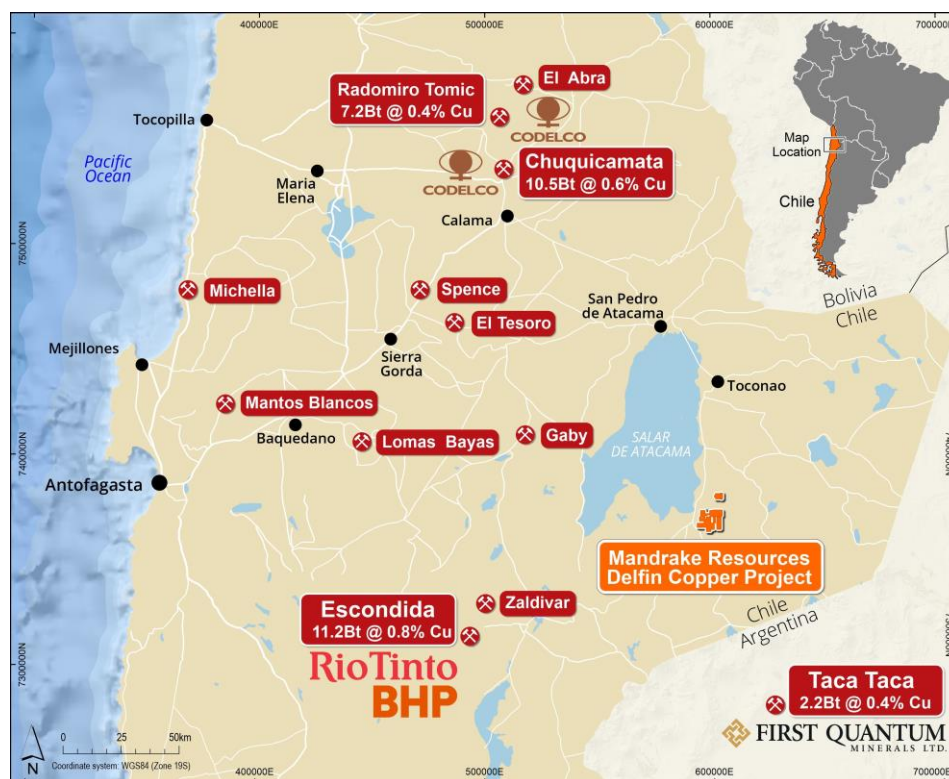 400000E
500000E
600000E
700000E
Radomiro Tomic
7.2Bt @ 0.4% Cu
El Abra
CODELCO
Tocopilla
Pacific
Ocean
Maria
Elena
CODELCO
Chuquicamata
10.5Bt @ 0.6% Cu
Calama
Map
Location
Chile
7500000N
Michella
Spence
El Tesoro
San Pedro
de Atacama
Bolivia
Chile
Mejillones
Sierra
Gorda
Toconao
Mantos Blancos
Baquedano
Lomas Bayas
Gaby
SALAR
DE ATACAMA
7400000N
7400000N
Antofagasta
Mandrake Resources
Delfin Copper Project
Escondida
11.2Bt @ 0.8% Cu
Zaldivar
Chile
Argentina
RioTinto
BHP
7300000N
7300000N
Taca Taca
2.2Bt @ 0.4% Cu
FIRST QUANTUM
MINERALS LTD.
N
0 25 50km
Coordinate system: WGS84 (Zone 19S)
400000E
500000E
600000E
700000E